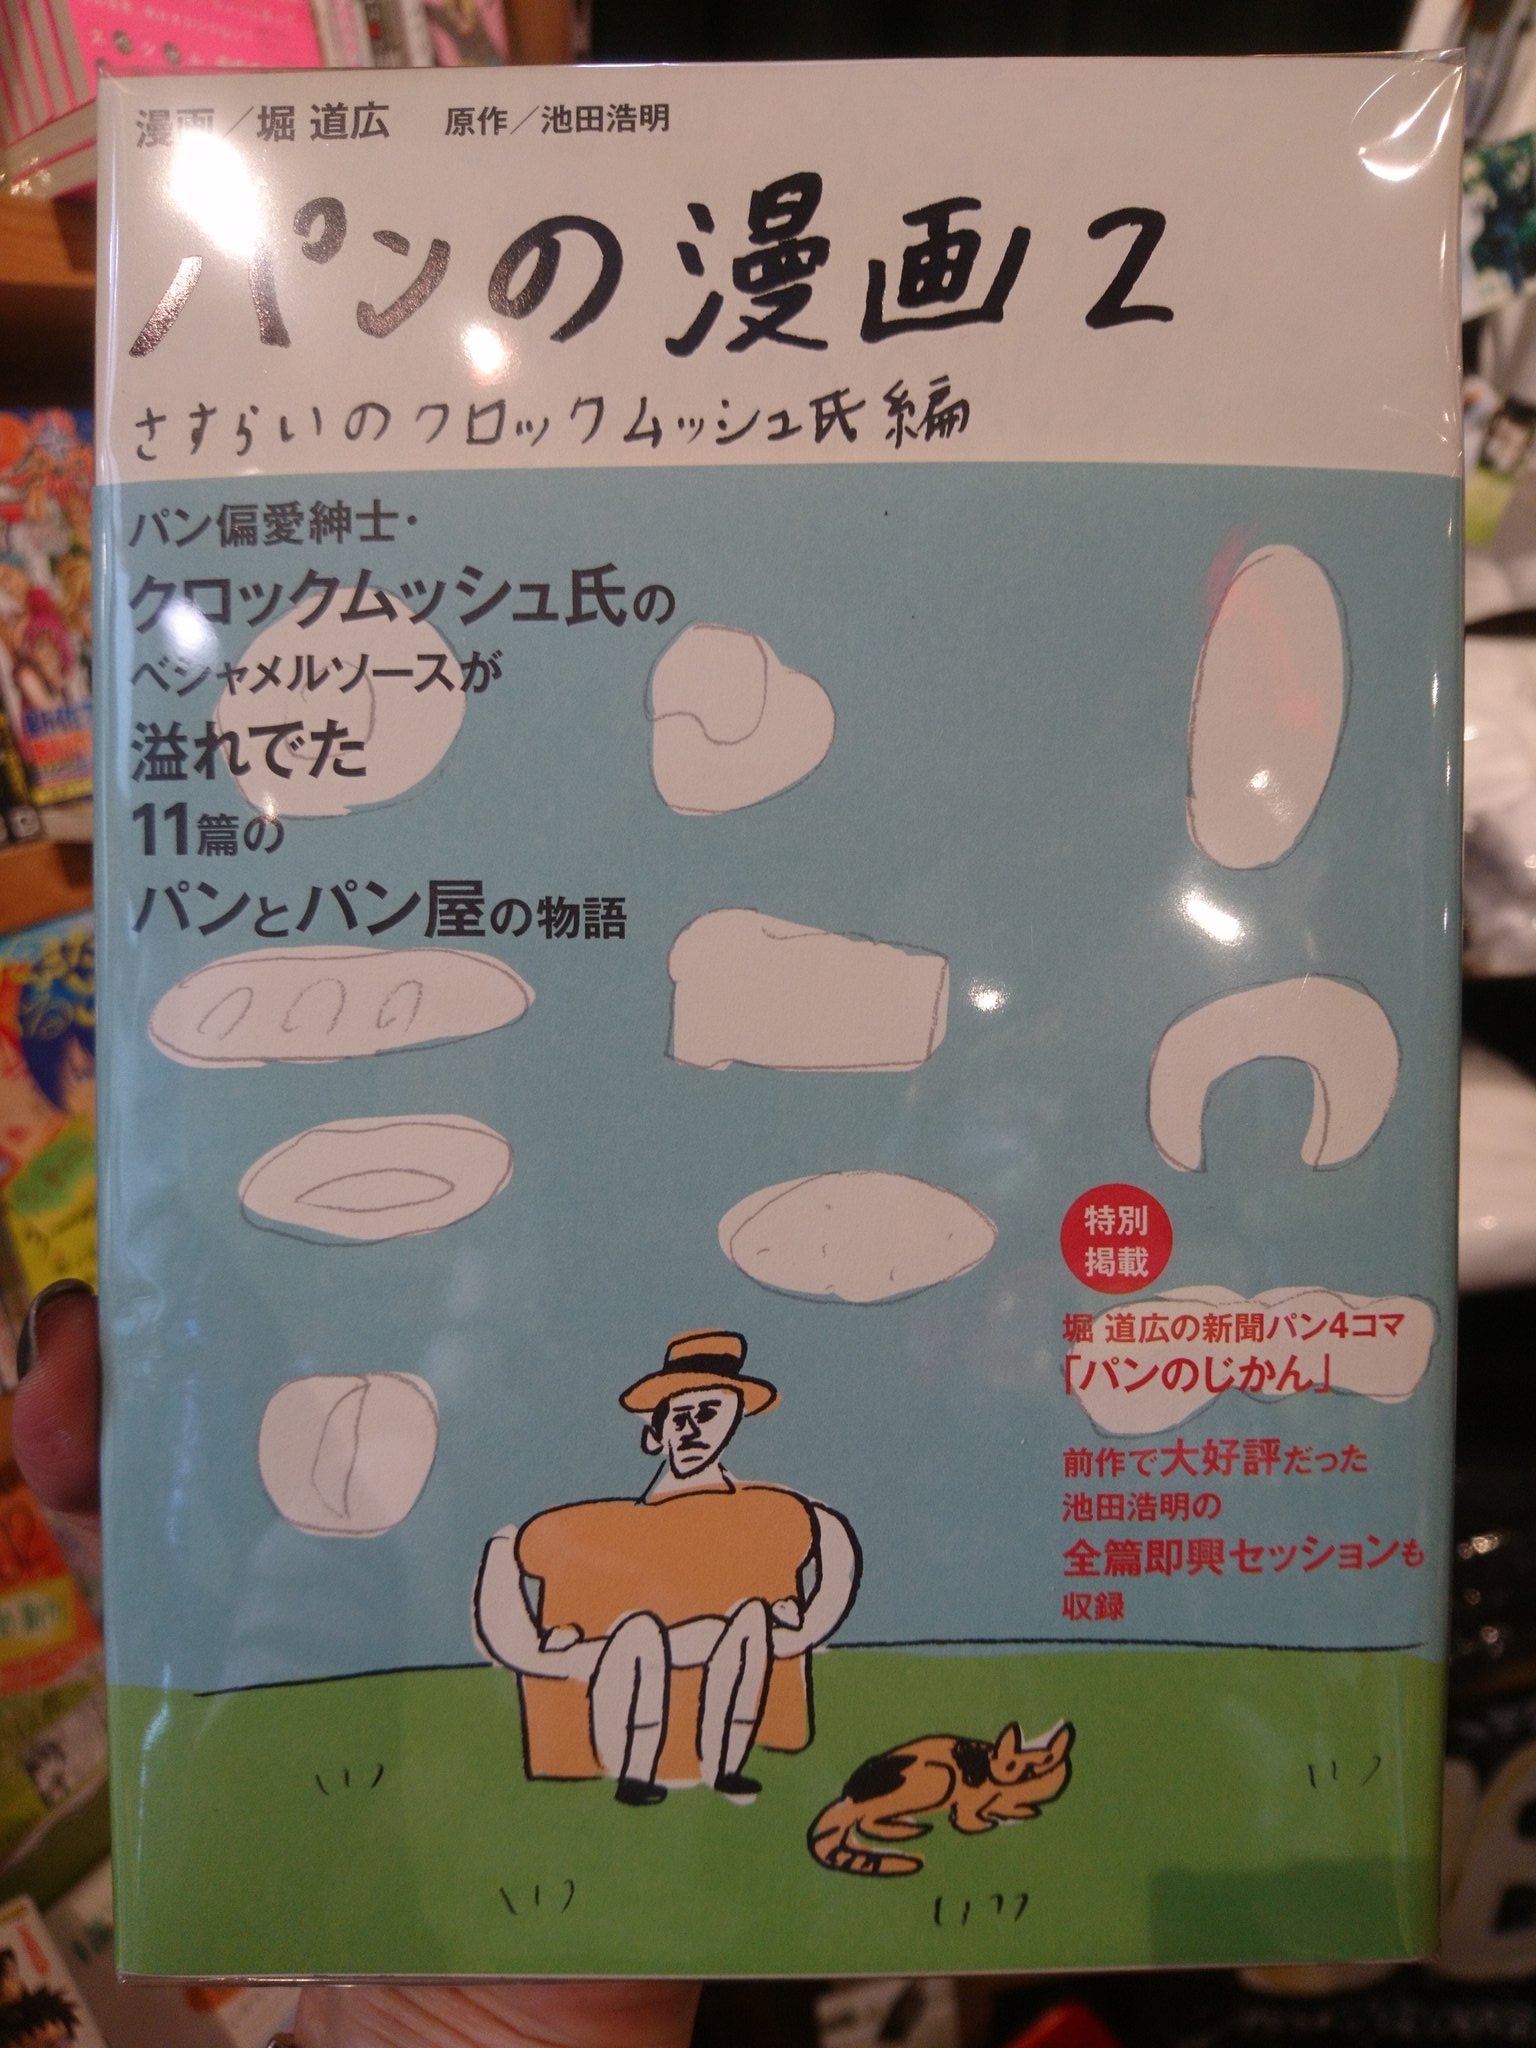 漫画／堀 道広 原作／池田浩明
パンの漫画2
さすらいのクロックムッシュ氏編
パン偏愛紳士・
クロックムッシュ氏の
ベシャメルソースが
溢れでた
11篇の
パンとパン屋の物語
特別
掲載
堀 道広の新聞パン4コマ
「パンのじかん」
前作で大好評だった
池田浩明の
全篇即興セッションも
収録